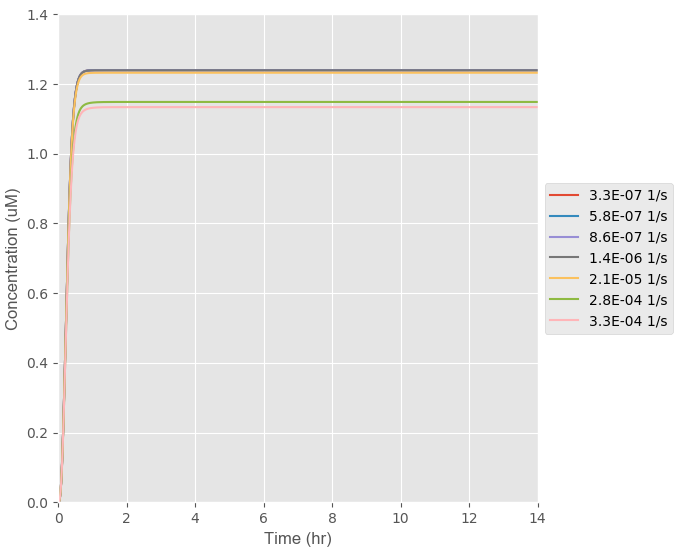 1.4
1.2
1.0
0.8
0.6
0.4
0.2
0.0
Concentration (uM)
0 2 4 6 8 10 12 14
Time (hr)
3.3E-07 1/s
5.8E-07 1/s
8.6E-07 1/s
1.4E-06 1/s
2.1E-05 1/s
2.8E-04 1/s
3.3E-04 1/s